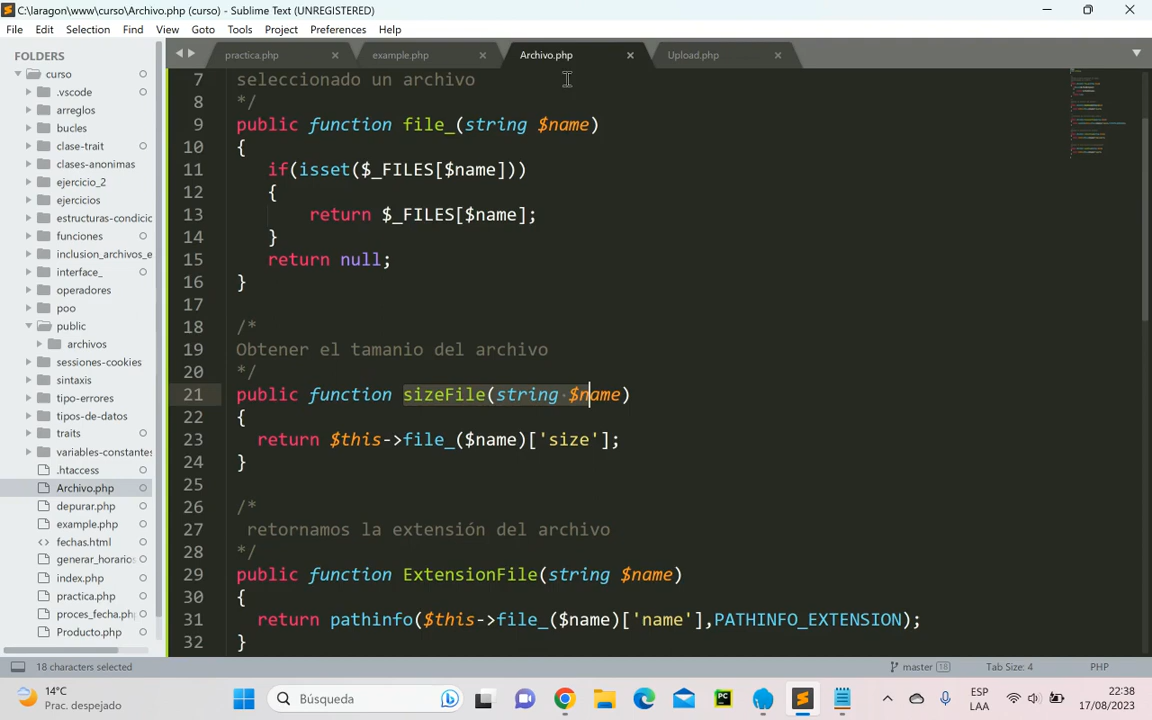 C:\laragon\www\curso\Archivo.php (curso) - Sublime Text (UNREGISTERED)
File Edit Selection Find View Goto Tools Project Preferences Help
FOLDERS
curso
.vscode
arreglos
bucles
clase-trait
clases-anonimas
ejercicio_2
ejercicios
estructuras-condicic
funciones
inclusion_archivos_e
interface_
operadores
poo
public
archivos
sessiones-cookies
sintaxis
tipo-errores
tipos-de-datos
traits
variables-constantes
.htaccess
Archivo.php
depurar.php
example.php
fechas.html
generar_horarios
index.php
practica.php
proces_fecha.php
Producto.php
practica.php example.php Archivo.php Upload.php
7 seleccionado un archivo
8 */
9 public function file_(string $name)
10 {
11 if(isset($_FILES[$name]))
12 {
13 return $_FILES[$name];
14 }
15 return null;
16 }
17
18 /*
19 Obtener el tamanio del archivo
20 */
21 public function sizeFile(string $name)
22 {
23 return $this->file_($name)['size'];
24 }
25
26 /*
27 retornamos la extensión del archivo
28 */
29 public function ExtensionFile(string $name)
30 {
31 return pathinfo($this->file_($name)['name'],PATHINFO_EXTENSION);
32 }
18 characters selected master 18 Tab Size: 4 PHP
14°C
Prac. despejado
Búsqueda
ESP
LAA
22:38
17/08/2023